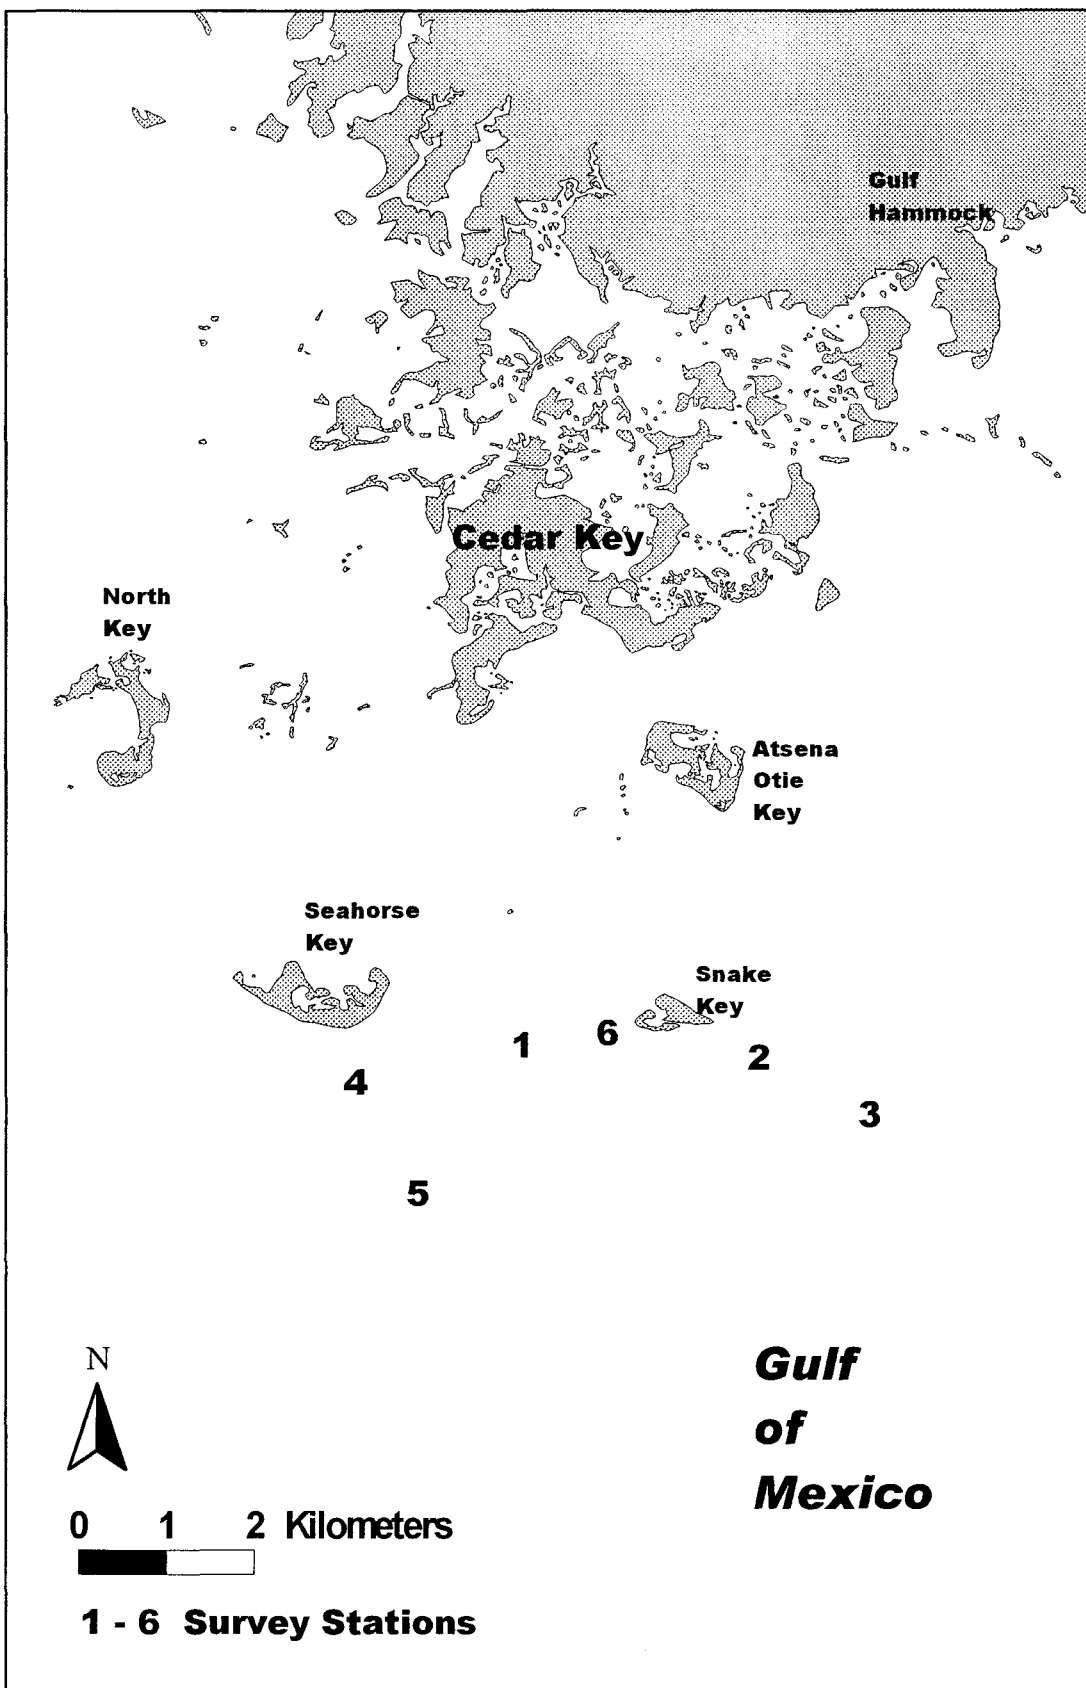 Gulf
Hammock
Cedar Key
North
Key
Atsena
Otie
Key
Seahorse
Key
Snake
Key
1
6
2
4
3
5
N
Gulf
of
Mexico
0 1 2 Kilometers
1 - 6 Survey Stations